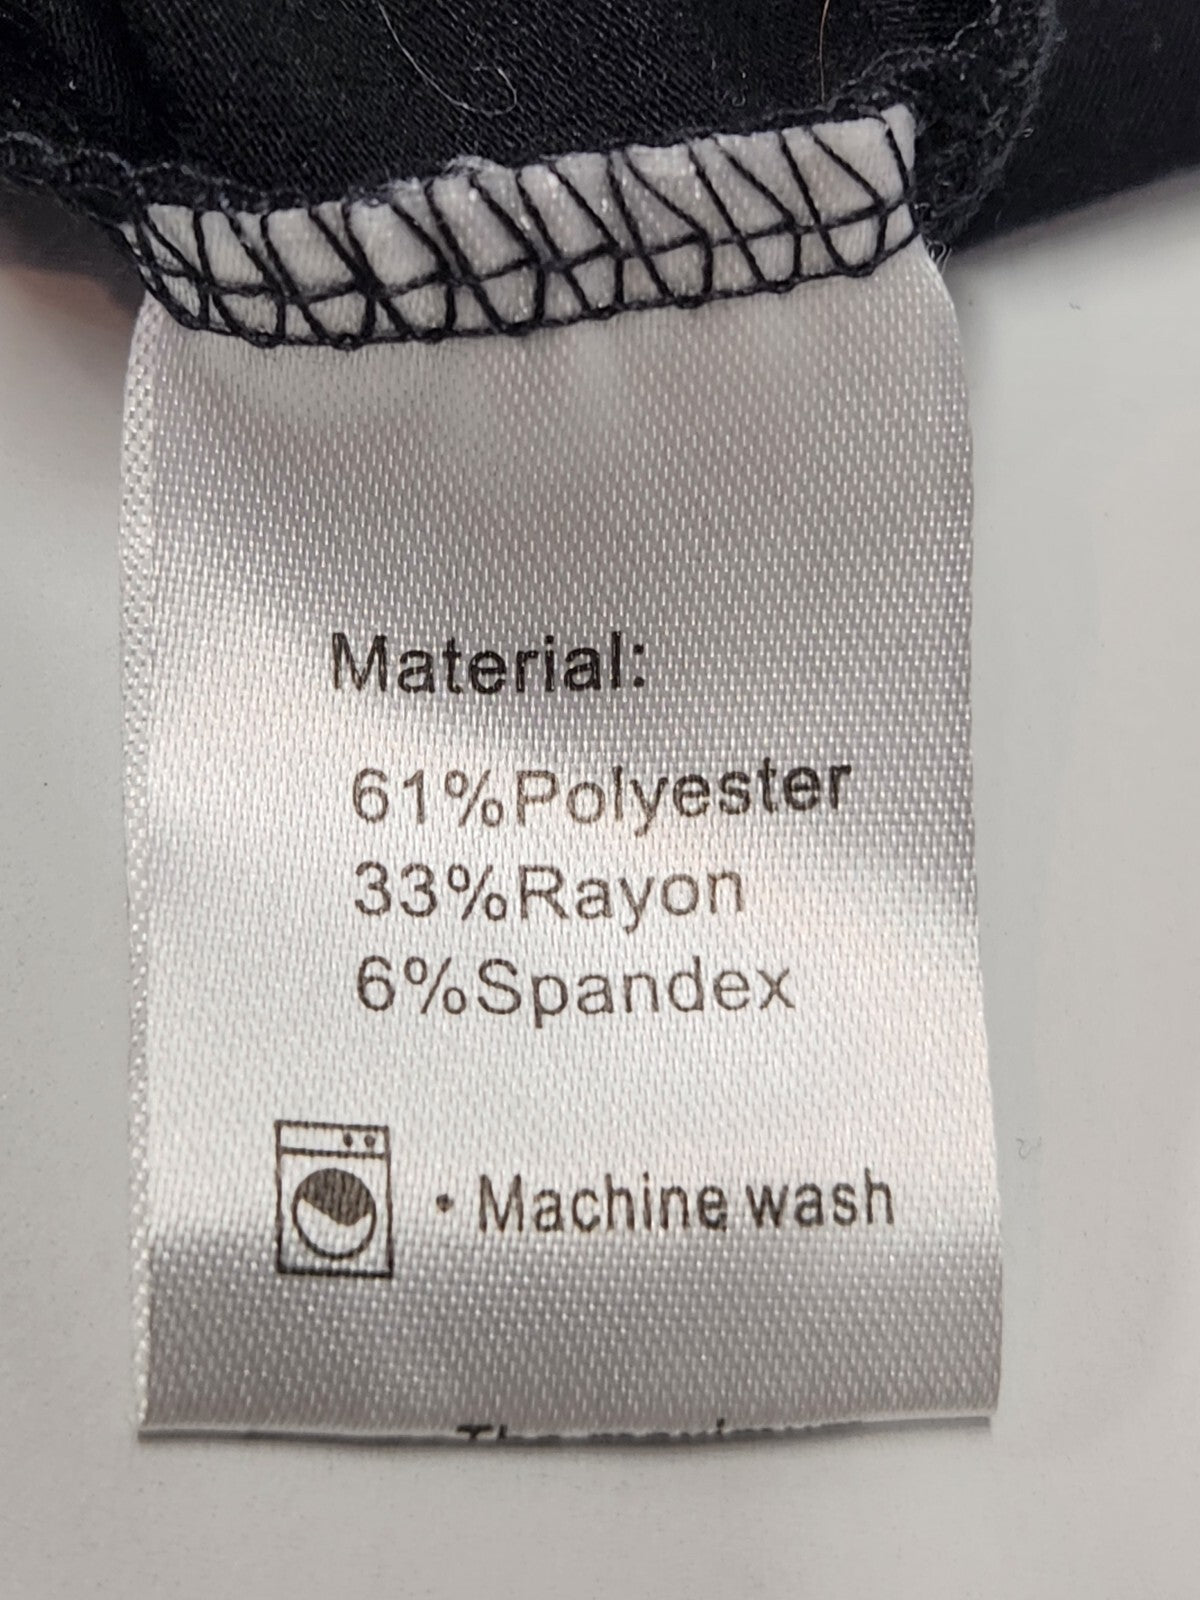 Material:
61%Polyester
33%Rayon
6%Spandex
• Machine wash